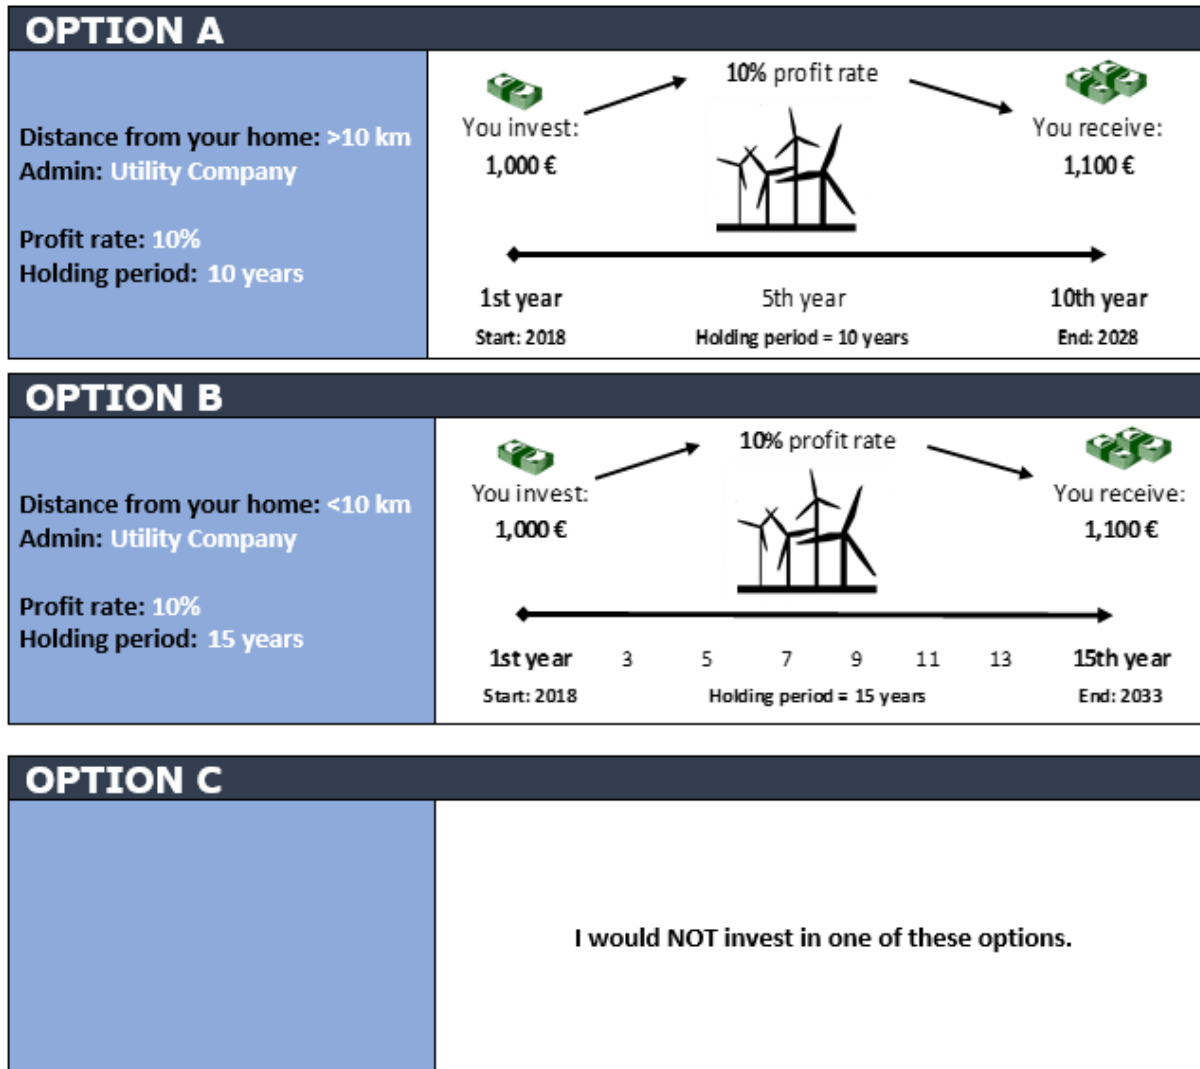 OPTION A
Distance from your home: >10 km
Admin: Utility Company
Profit rate: 10%
Holding period: 10 years
10% profit rate
You invest:
1,000 €
You receive:
1,100 €
1st year
5th year
10th year
Start: 2018
Holding period = 10 years
End: 2028
OPTION B
Distance from your home: <10 km
Admin: Utility Company
Profit rate: 10%
Holding period: 15 years
10% profit rate
You invest:
1,000 €
You receive:
1,100 €
1st year 3 5 7 9 11 13 15th year
Start: 2018
Holding period = 15 years
End: 2033
OPTION C
I would NOT invest in one of these options.